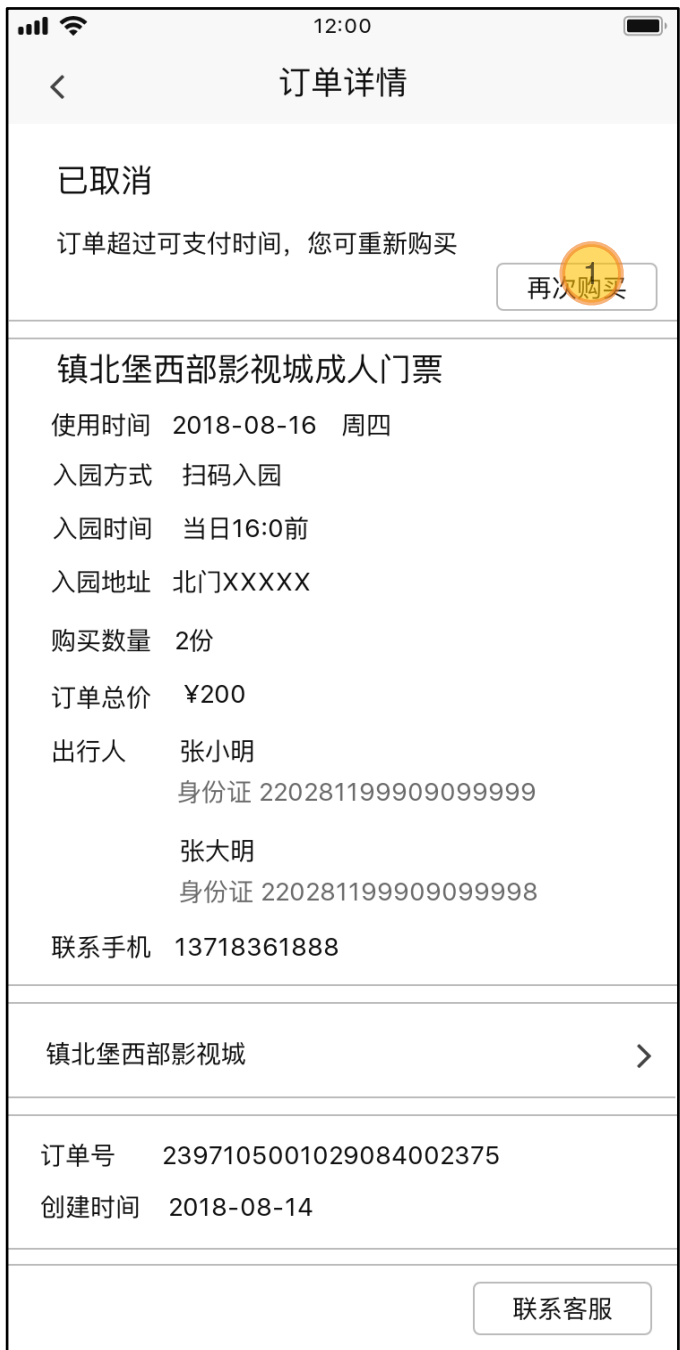 12:00
订单详情
已取消
订单超过可支付时间，您可重新购买
1
再次购买
镇北堡西部影视城成人门票
使用时间 2018-08-16 周四
入园方式 扫码入园
入园时间 当日16:0前
入园地址 北门XXXXX
购买数量 2份
订单总价 ¥200
出行人 张小明
身份证 220281199909099999
张大明
身份证 220281199909099998
联系手机 13718361888
镇北堡西部影视城
订单号 2397105001029084002375
创建时间 2018-08-14
联系客服